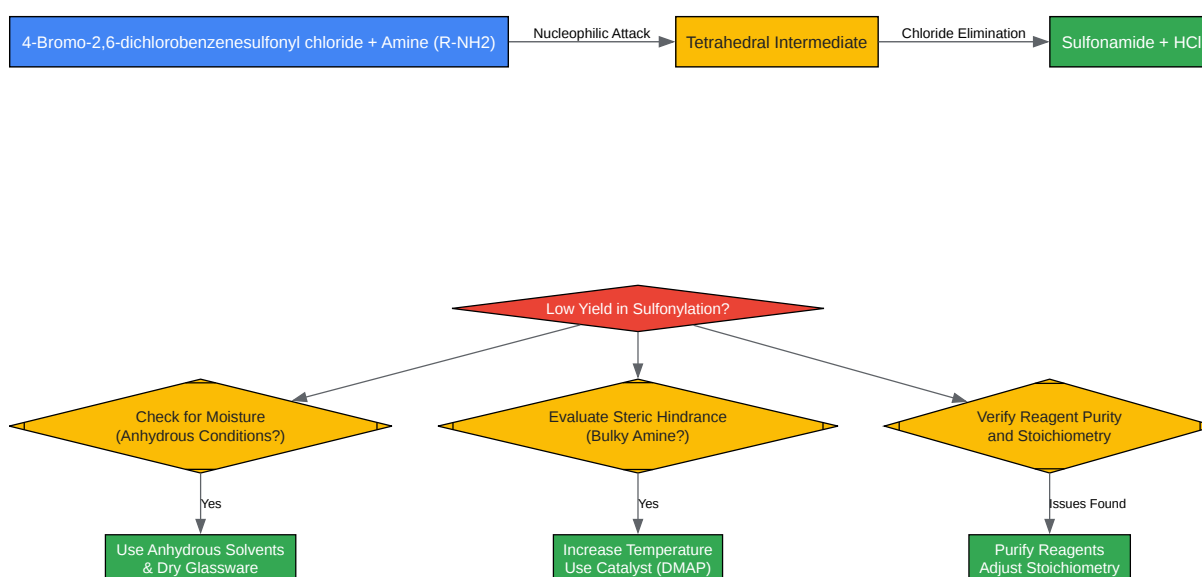 4-Bromo-2,6-dichlorobenzenesulfonyl chloride + Amine (R-NH2)
Nucleophilic Attack
Tetrahedral Intermediate
Chloride Elimination
Sulfonamide + HCl
Low Yield in Sulfonylation?
Check for Moisture
(Anhydrous Conditions?)
Evaluate Steric Hindrance
(Bulky Amine?)
Verify Reagent Purity
and Stoichiometry
Yes
Yes
Issues Found
Use Anhydrous Solvents
& Dry Glassware
Increase Temperature
Use Catalyst (DMAP)
Purify Reagents
Adjust Stoichiometry